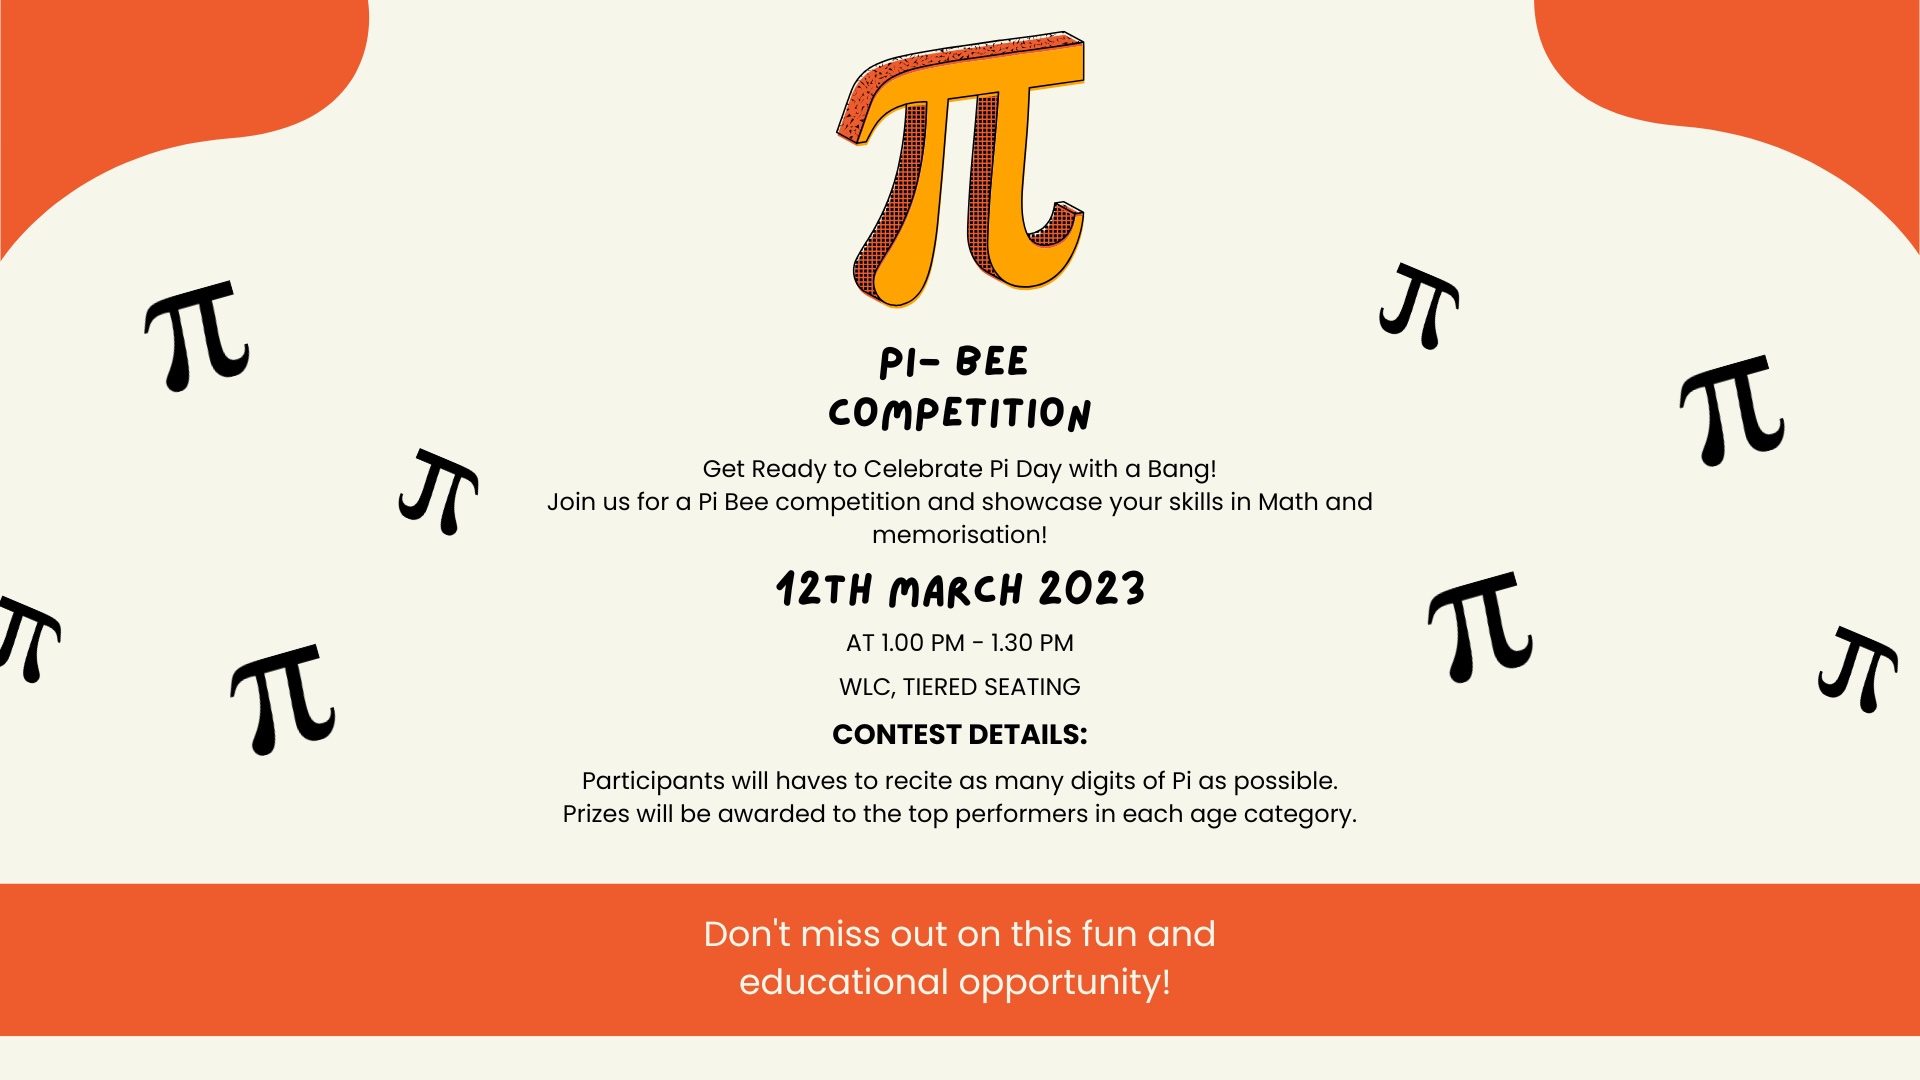 π
PI- BEE
COMPETITION
Get Ready to Celebrate Pi Day with a Bang!
Join us for a Pi Bee competition and showcase your skills in Math and
memorisation!
12TH MARCH 2023
AT 1.00 PM - 1.30 PM
WLC, TIERED SEATING
CONTEST DETAILS:
Participants will haves to recite as many digits of Pi as possible.
Prizes will be awarded to the top performers in each age category.
Don't miss out on this fun and
educational opportunity!